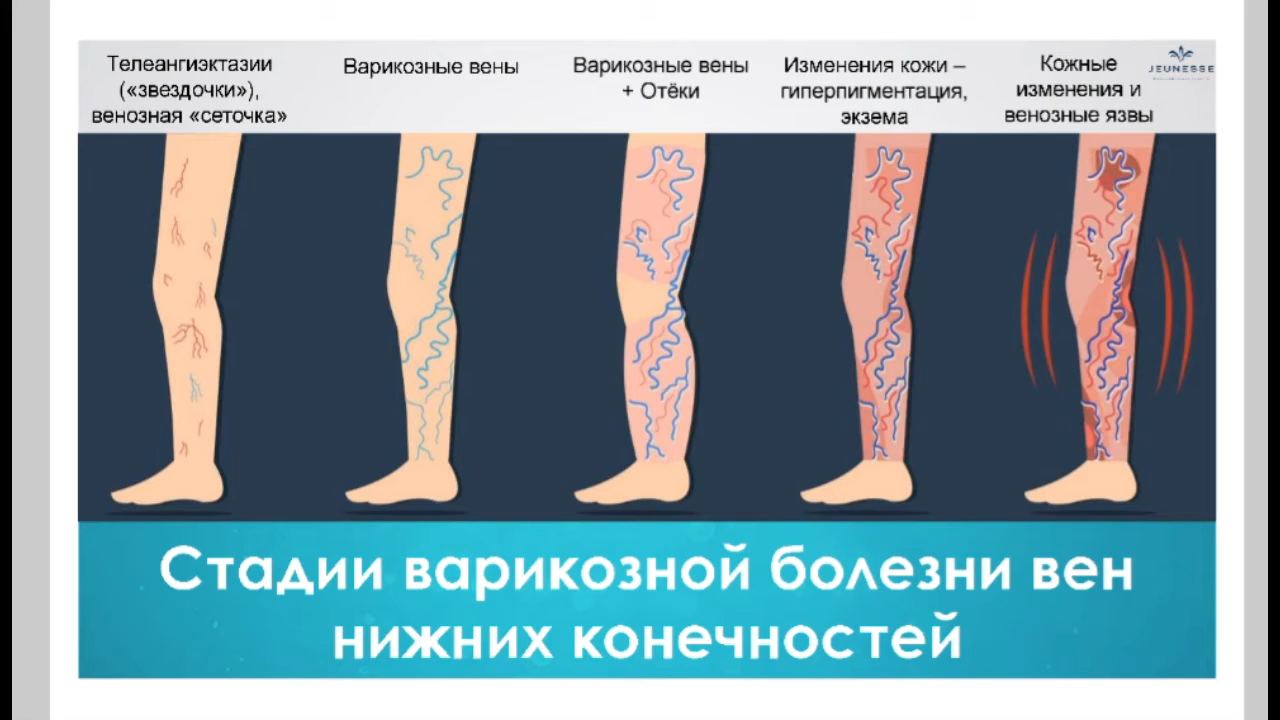 Телеангиэктазии
(«звездочки»),
венозная «сеточка»
Варикозные вены
Варикозные вены
+ Отёки
Изменения кожи –
гиперпигментация,
экзема
Кожные
изменения и
венозные язвы
JEUNESSE
Стадии варикозной болезни вен
нижних конечностей